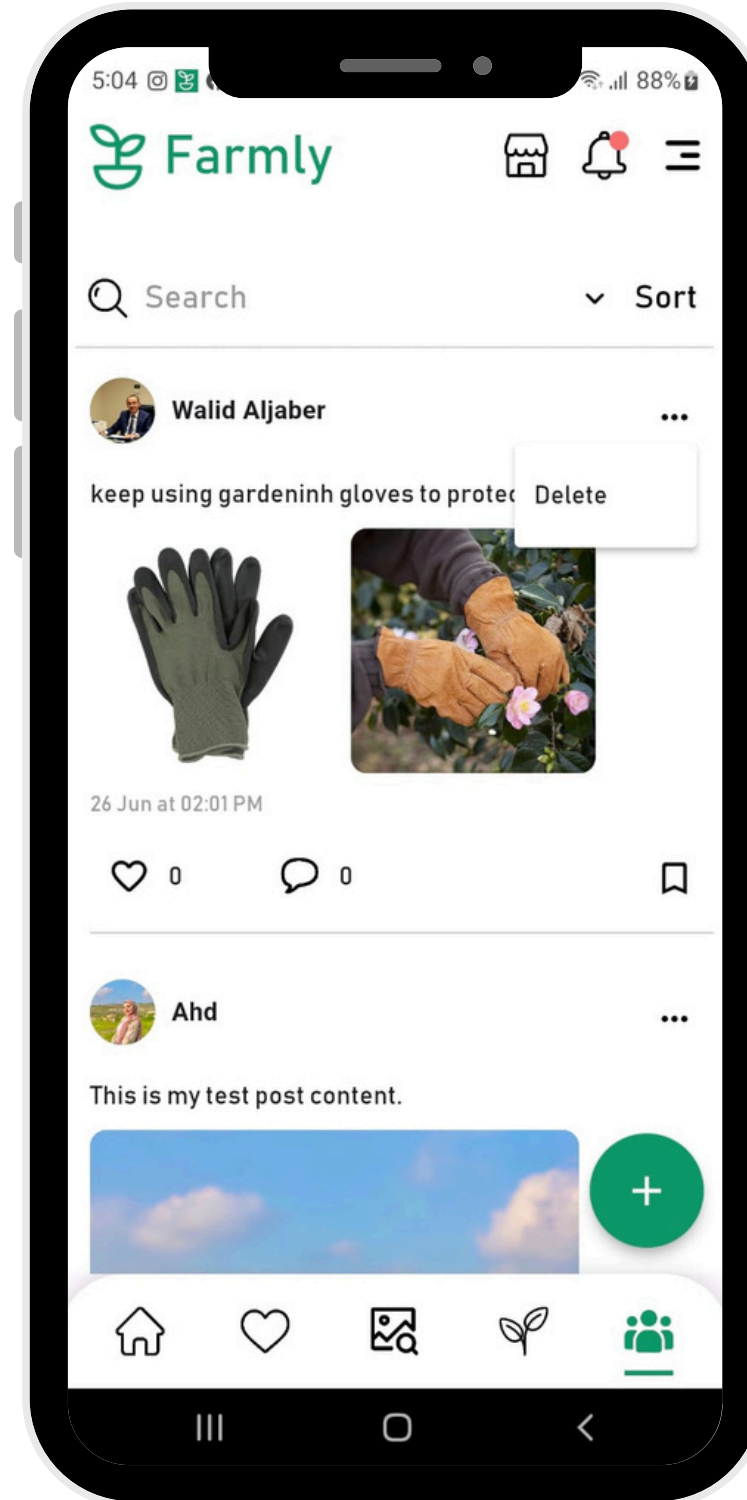 5:04
88%
Farmly
Search
Sort
Walid Aljaber
keep using gardeninh gloves to
Delete
26 Jun at 02:01 PM
0
0
Ahd
This is my test post content.